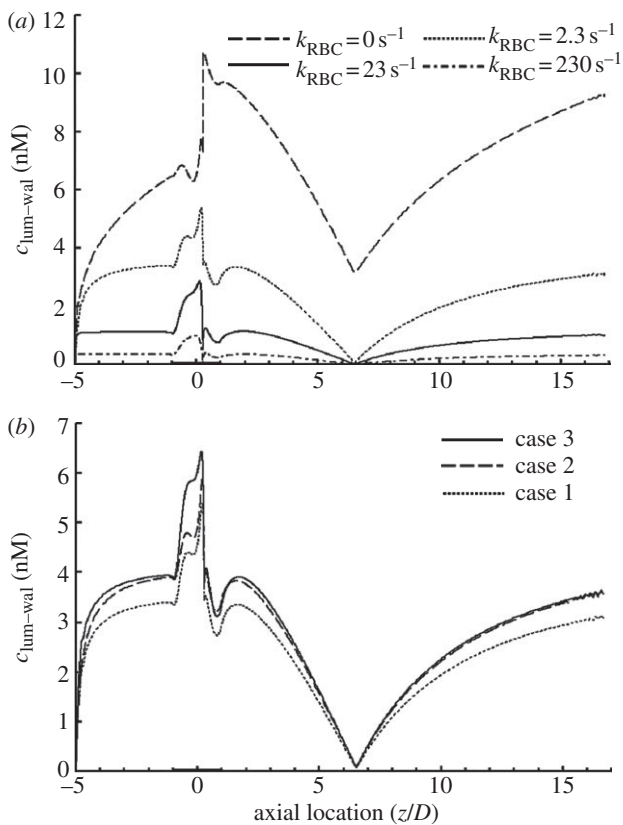 (a)
12
10
8
6
4
2
0
c_lum–wal (nM)
k_RBC = 0 s⁻¹
k_RBC = 2.3 s⁻¹
k_RBC = 23 s⁻¹
k_RBC = 230 s⁻¹
–5
0
5
10
15
(b)
7
6
5
4
3
2
1
0
c_lum–wal (nM)
case 3
case 2
case 1
–5
0
5
10
15
axial location (z/D)